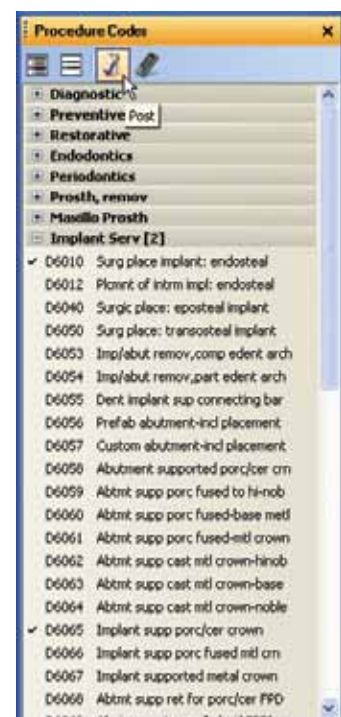 Procedure Codes
Diagnostic
Preventive Post
Restorative
Endodontics
Periodontics
Prosth, remov
Maxillo Prosth
Implant Serv [2]
D6010 Surg place implant: endosteal
D6012 Plcmnt of intrm impl: endosteal
D6040 Surgic place: eposteal implant
D6050 Surg place: transosteal implant
D6053 Imp/abut remov,comp edent arch
D6054 Imp/abut remov,part edent arch
D6055 Dent implant sup connecting bar
D6056 Prefab abutment-incl placement
D6057 Custom abutment-incl placement
D6058 Abutment supported porc/cer crn
D6059 Abtmt supp porc fused to hi-nob
D6060 Abtmt supp porc fused-base metl
D6061 Abtmt supp porc fused-mtl crown
D6062 Abtmt supp cast mtl crown-hinob
D6063 Abtmt supp cast mtl crown-base
D6064 Abtmt supp cast mtl crown-noble
D6065 Implant supp porc/cer crown
D6066 Implant supp porc fused mtl crn
D6067 Implant supported metal crown
D6068 Abtmt supp ret for porc/cer FPD